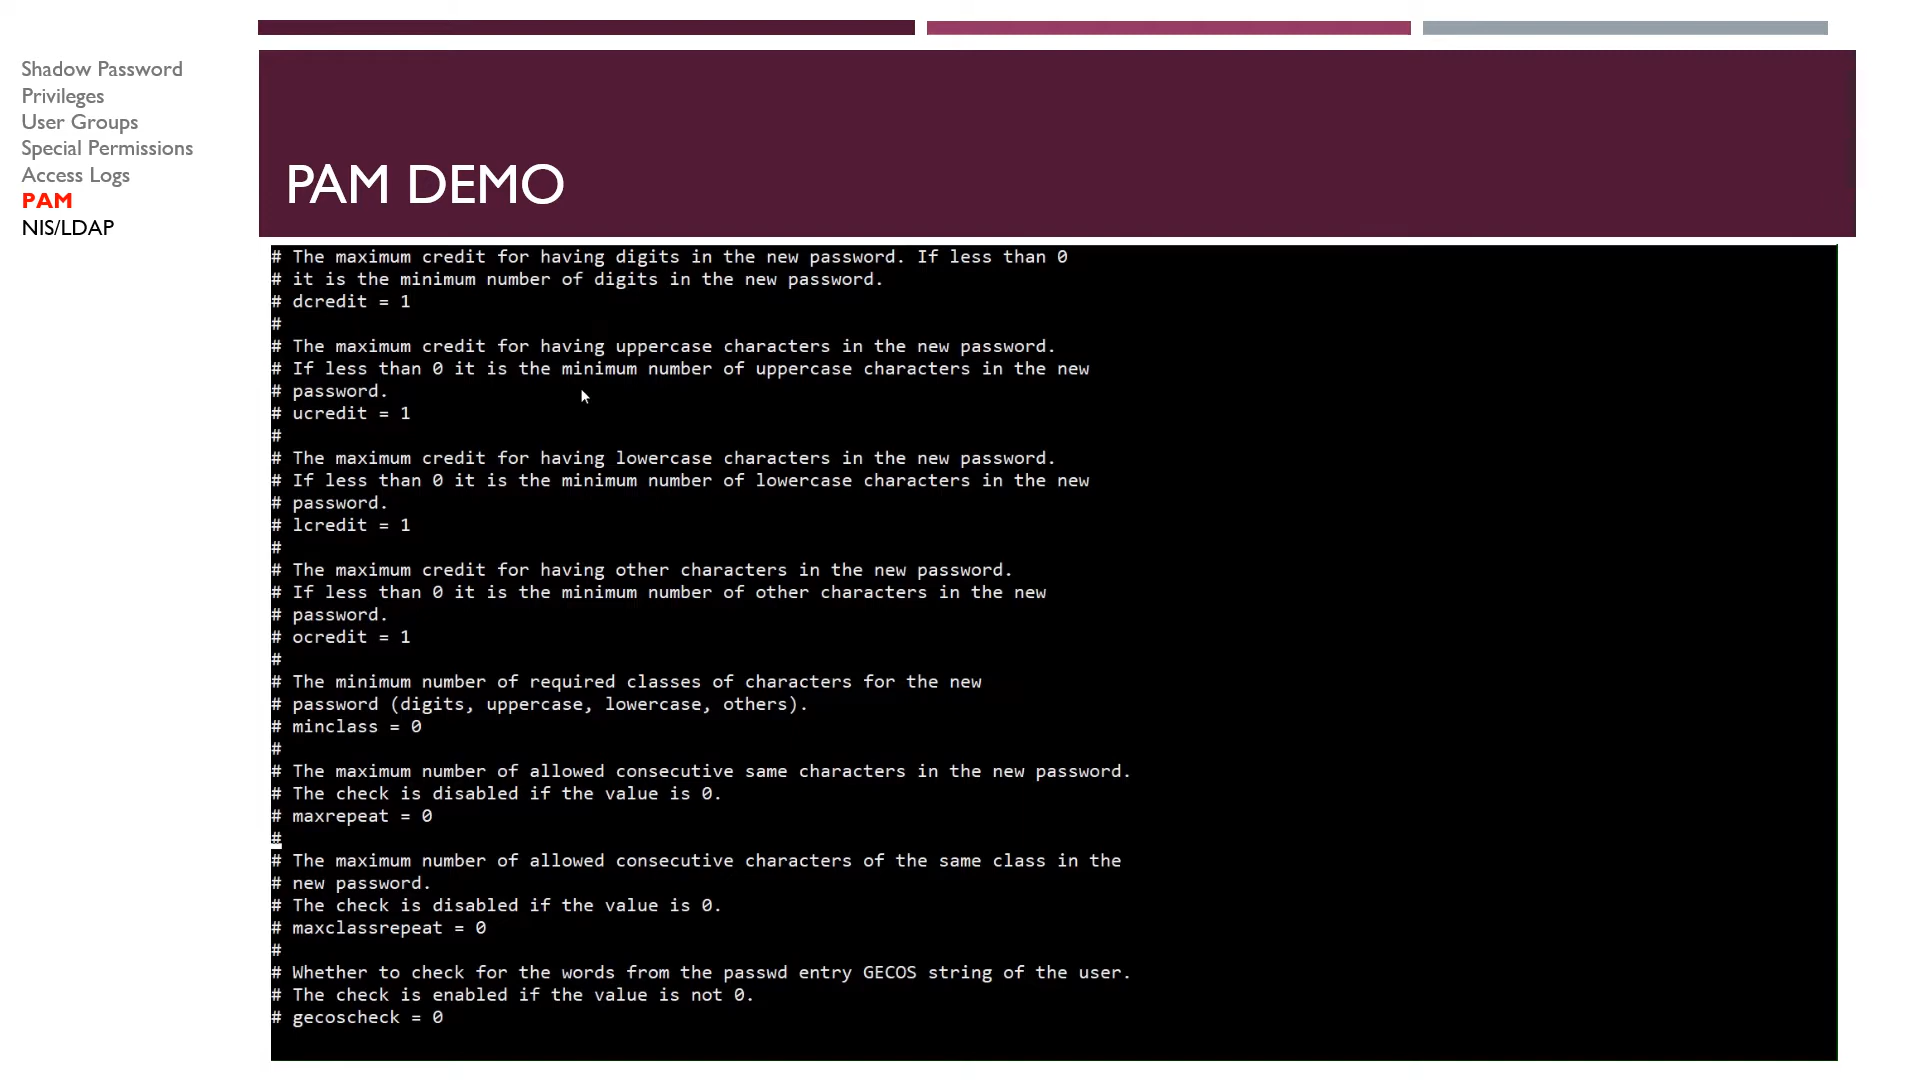 Shadow Password
Privileges
User Groups
Special Permissions
Access Logs
PAM
NIS/LDAP
PAM DEMO
# The maximum credit for having digits in the new password. If less than 0
# it is the minimum number of digits in the new password.
# dcredit = 1
#
# The maximum credit for having uppercase characters in the new password.
# If less than 0 it is the minimum number of uppercase characters in the new
# password.
# ucredit = 1
#
# The maximum credit for having lowercase characters in the new password.
# If less than 0 it is the minimum number of lowercase characters in the new
# password.
# lcredit = 1
#
# The maximum credit for having other characters in the new password.
# If less than 0 it is the minimum number of other characters in the new
# password.
# ocredit = 1
#
# The minimum number of required classes of characters for the new
# password (digits, uppercase, lowercase, others).
# minclass = 0
#
# The maximum number of allowed consecutive same characters in the new password.
# The check is disabled if the value is 0.
# maxrepeat = 0
#
# The maximum number of allowed consecutive characters of the same class in the
# new password.
# The check is disabled if the value is 0.
# maxclassrepeat = 0
#
# Whether to check for the words from the passwd entry GECOS string of the user.
# The check is enabled if the value is not 0.
# gecoscheck = 0